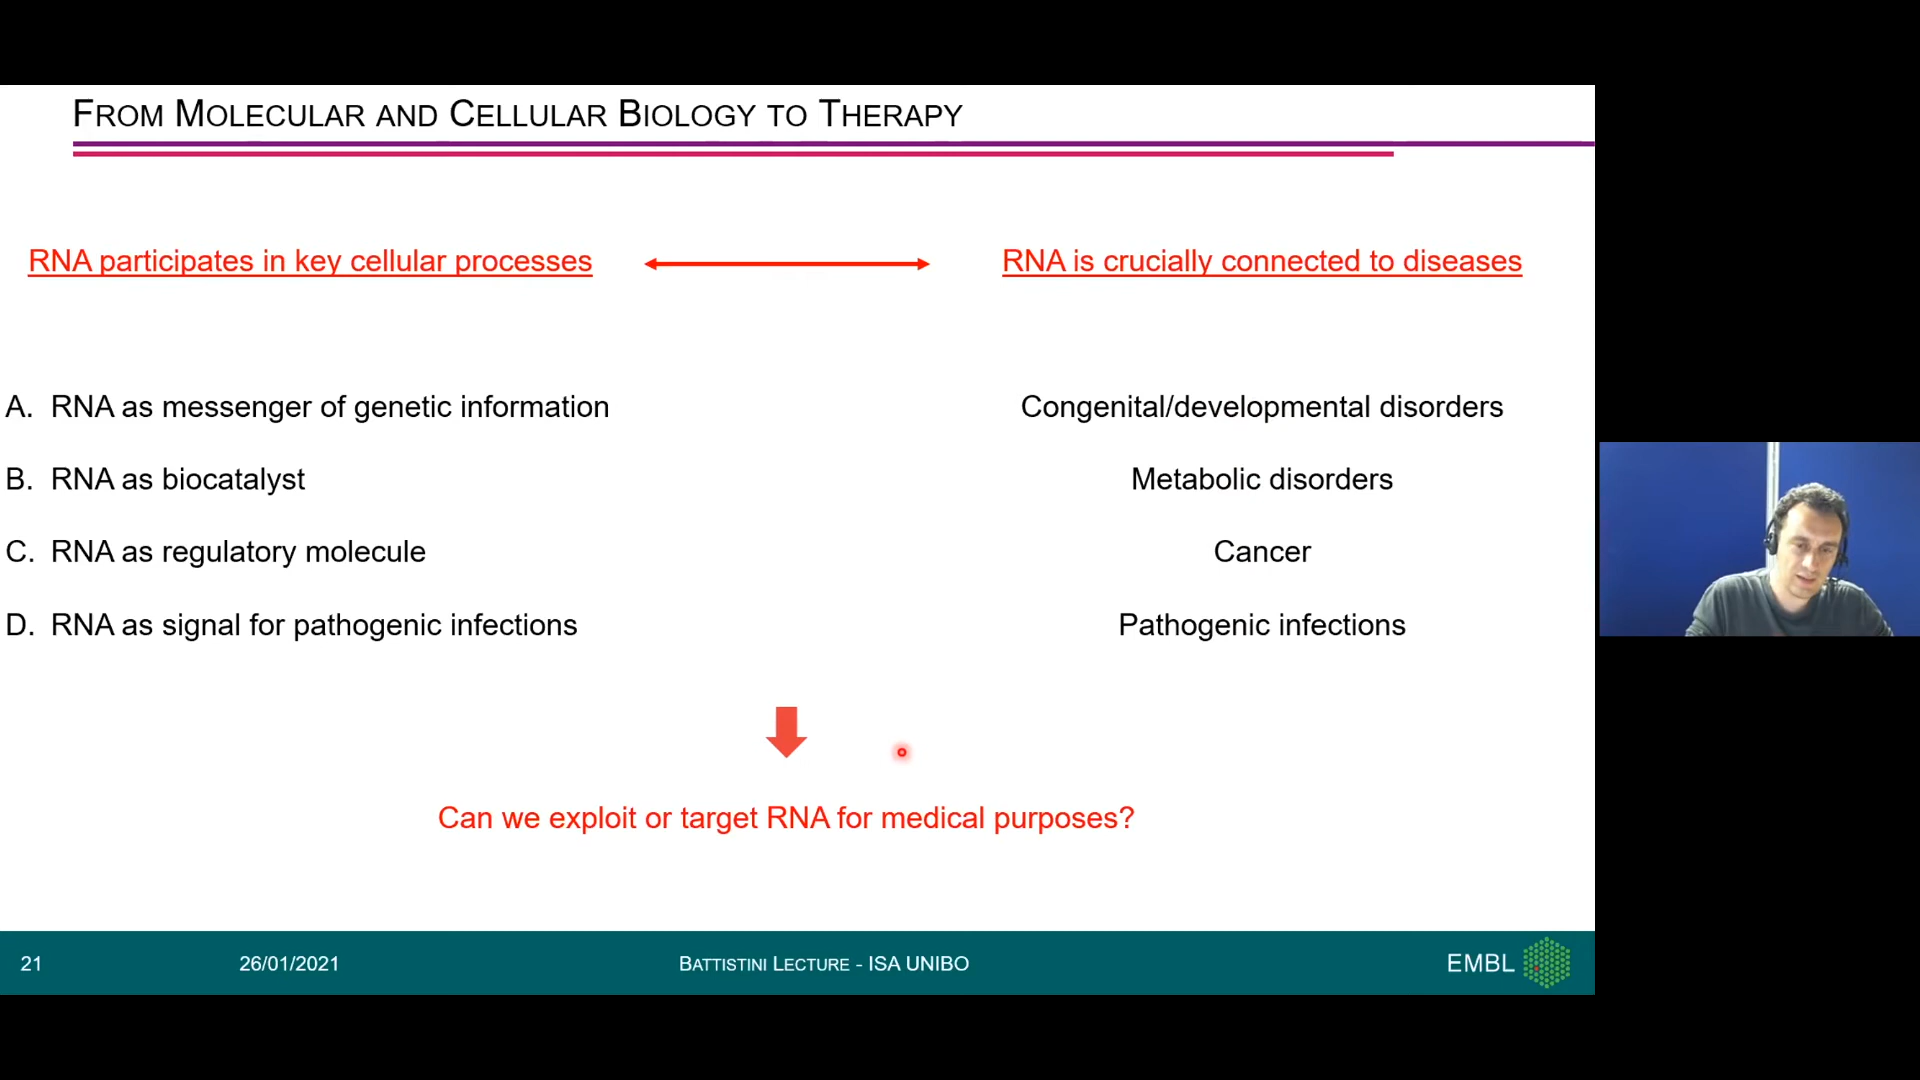 FROM MOLECULAR AND CELLULAR BIOLOGY TO THERAPY
RNA participates in key cellular processes
RNA is crucially connected to diseases
A. RNA as messenger of genetic information
Congenital/developmental disorders
B. RNA as biocatalyst
Metabolic disorders
C. RNA as regulatory molecule
Cancer
D. RNA as signal for pathogenic infections
Pathogenic infections
Can we exploit or target RNA for medical purposes?
21
26/01/2021
BATTISTINI LECTURE - ISA UNIBO
EMBL